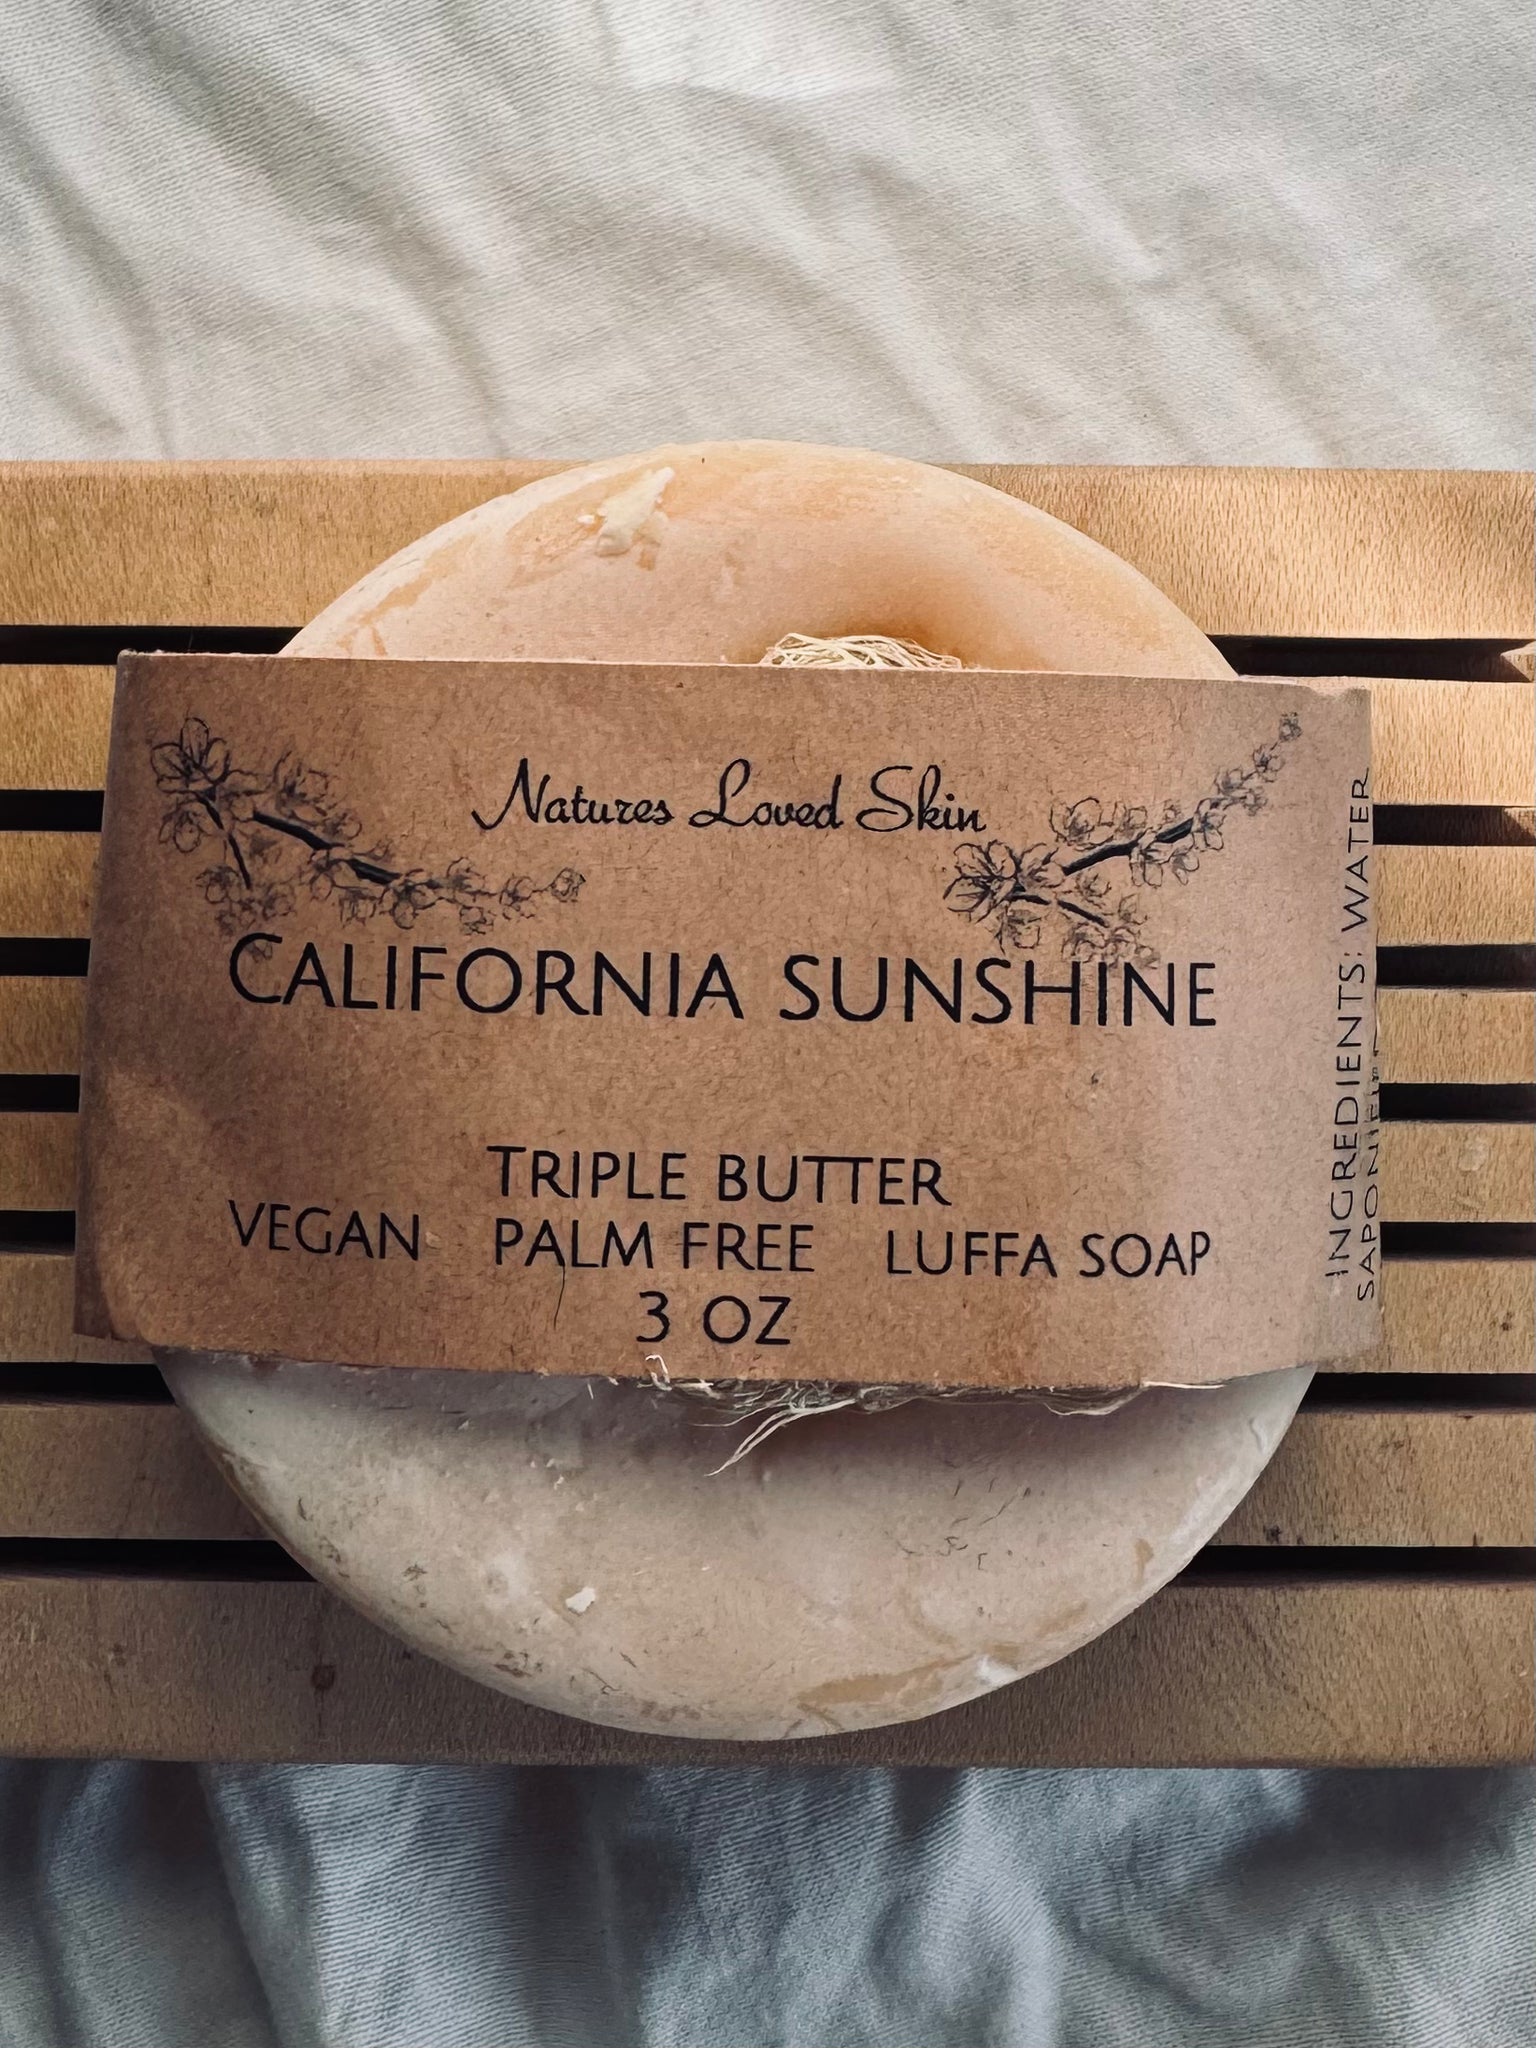 Natures Loved Skin
CALIFORNIA SUNSHINE
TRIPLE BUTTER
VEGAN PALM FREE LUFFA SOAP
3 OZ
INGREDIENTS: WATER